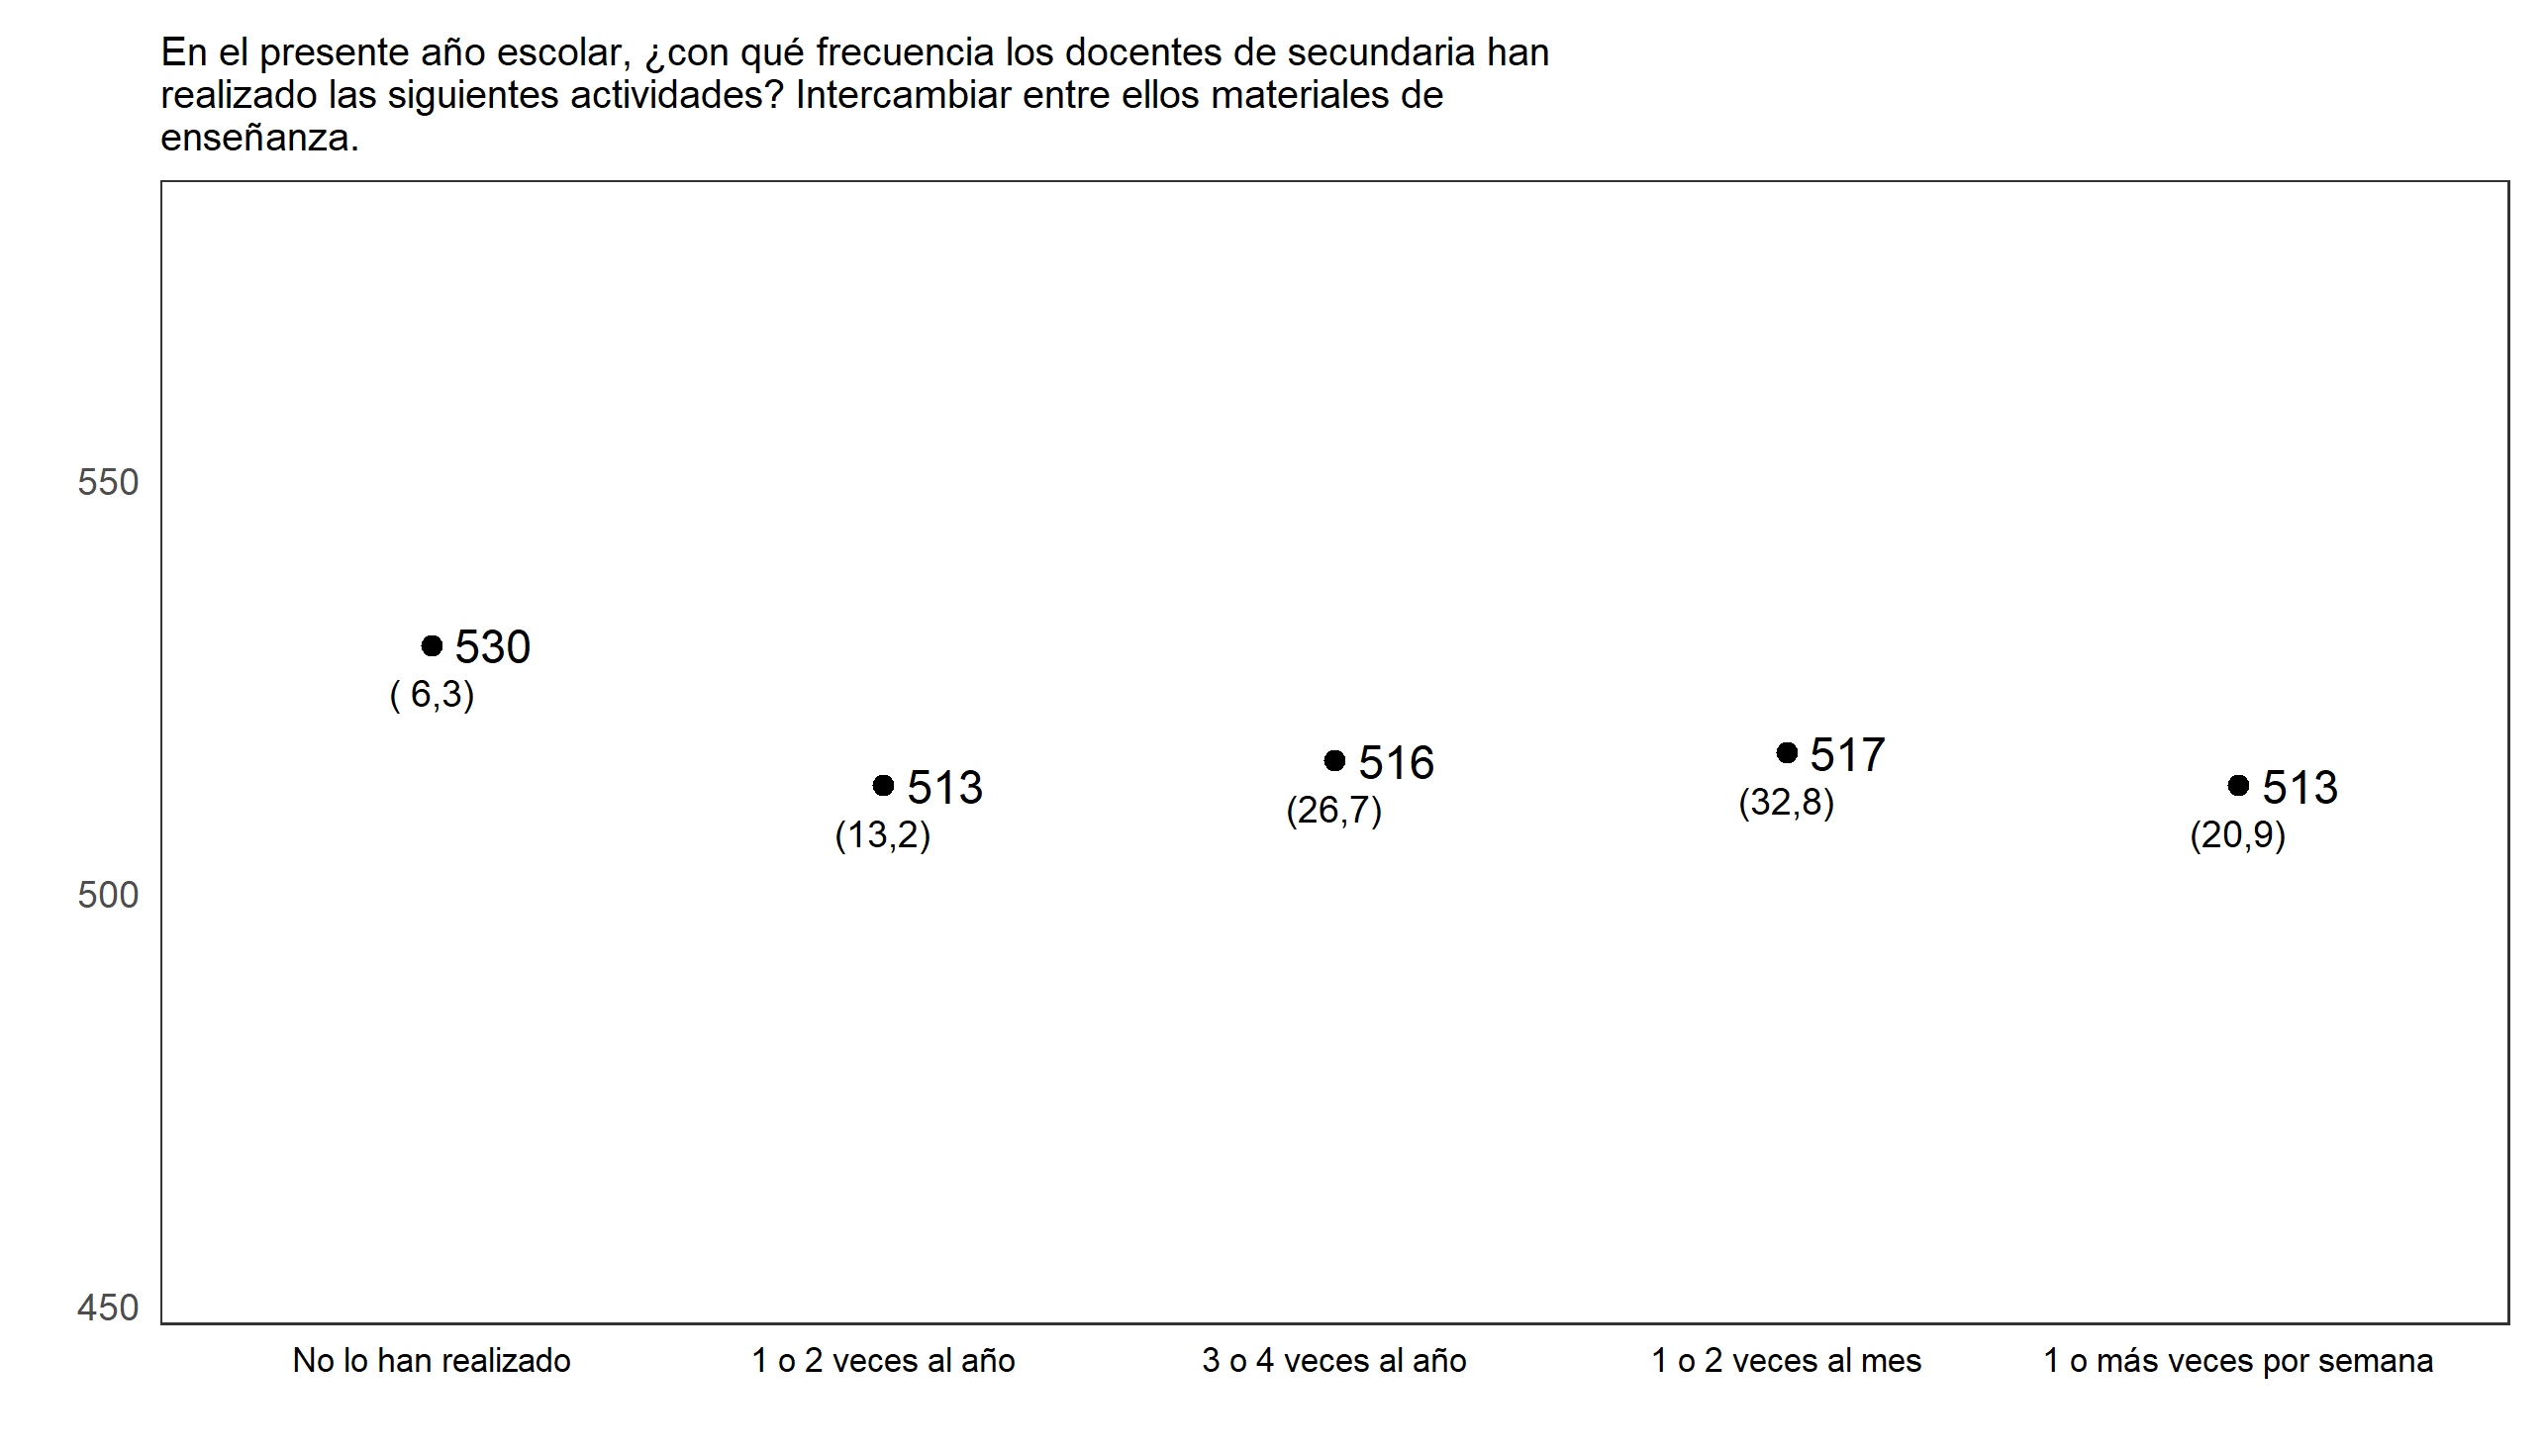 En el presente año escolar, ¿con qué frecuencia los docentes de secundaria han
realizado las siguientes actividades? Intercambiar entre ellos materiales de
enseñanza.
550
530
( 6,3)
517
516
(32,8)
513
513
(26,7)
(13,2)
(20,9)
500
450
No lo han realizado
1 o 2 veces al año
3 o 4 veces al año
1 o 2 veces al mes
1 o más veces por semana